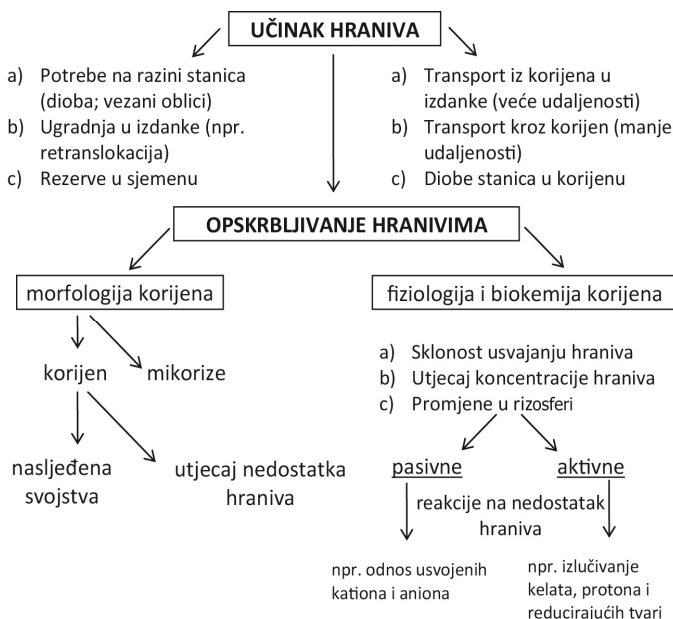 UČINAK HRANIVA
a) Potrebe na razini stanica
(dioba; vezani oblici)
b) Ugradnja u izdanke (npr.
retranslokacija)
c) Rezerve u sjemenu
a) Transport iz korijena u
izdanke (veće udaljenosti)
b) Transport kroz korijen (manje
udaljenosti)
c) Diobe stanica u korijenu
OPSKRBLJIVANJE HRANIVIMA
morfologija korijena
korijen
mikorize
nasljeđena
svojstva
utjecaj nedostatka
hraniva
fiziologija i biokemija korijena
a) Sklonost usvajanju hraniva
b) Utjecaj koncentracije hraniva
c) Promjene u rizosferi
pasivne
aktivne
reakcije na nedostatak
hraniva
npr. odnos usvojenih
kationa i aniona
npr. izlučivanje
kelata, protona i
reducirajućih tvari